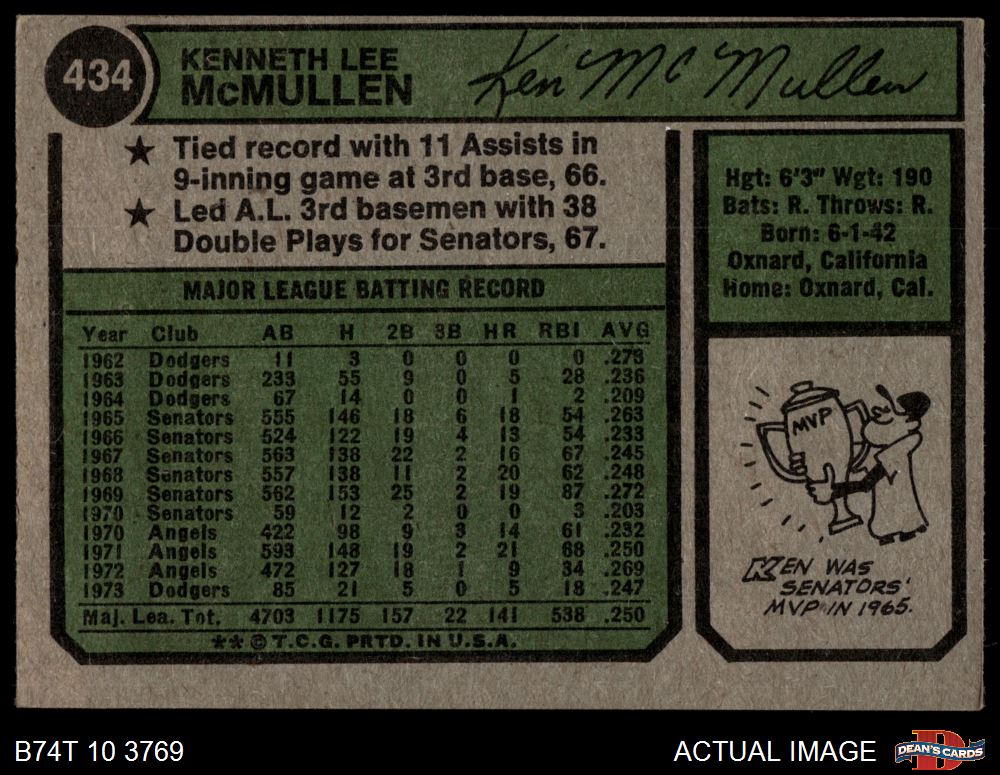 434
KENNETH LEE
McMULLEN
Ken McMullen
★ Tied record with 11 Assists in
9-inning game at 3rd base, 66.
★ Led A.L. 3rd basemen with 38
Double Plays for Senators, 67.
Hgt: 6'3" Wgt: 190
Bats: R. Throws: R.
Born: 6-1-42
Oxnard, California
Home: Oxnard, Cal.
MAJOR LEAGUE BATTING RECORD
Year Club AB H 2B 3B HR RBI AVG
1962 Dodgers 11 3 0 0 0 0 .273
1963 Dodgers 233 55 9 0 5 28 .236
1964 Dodgers 67 14 0 0 1 2 .209
1965 Senators 555 146 18 6 18 54 .263
1966 Senators 524 122 19 4 13 54 .233
1967 Senators 563 138 22 2 16 67 .245
1968 Senators 557 138 11 2 20 62 .248
1969 Senators 562 153 25 2 19 87 .272
1970 Senators 59 12 2 0 0 3 .203
1970 Angels 422 98 9 3 14 61 .232
1971 Angels 593 148 19 2 21 68 .250
1972 Angels 472 127 18 1 9 34 .269
1973 Dodgers 85 21 5 0 5 18 .247
Maj. Lea. Tot. 4703 1175 157 22 141 538 .250
** © T.C.G. PRTD. IN U.S.A.
MVP
KEN WAS
SENATORS'
MVP IN 1965.
B74T 10 3769
ACTUAL IMAGE
DEAN'S CARDS